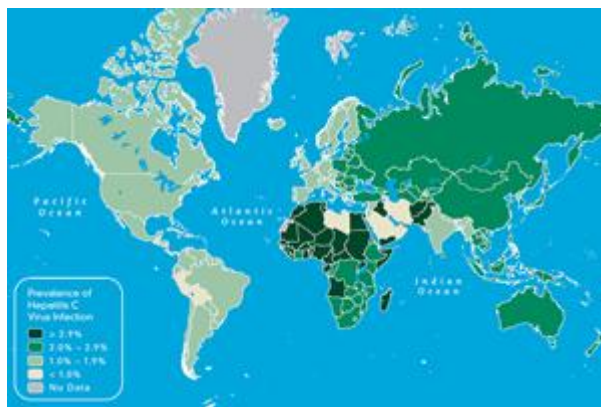 Pacific
Ocean
Atlantic
Ocean
Indian
Ocean
Prevalence of
Hepatitis C
Virus Infection
> 2.9%
2.0% – 2.9%
1.0% – 1.9%
< 1.0%
No Data